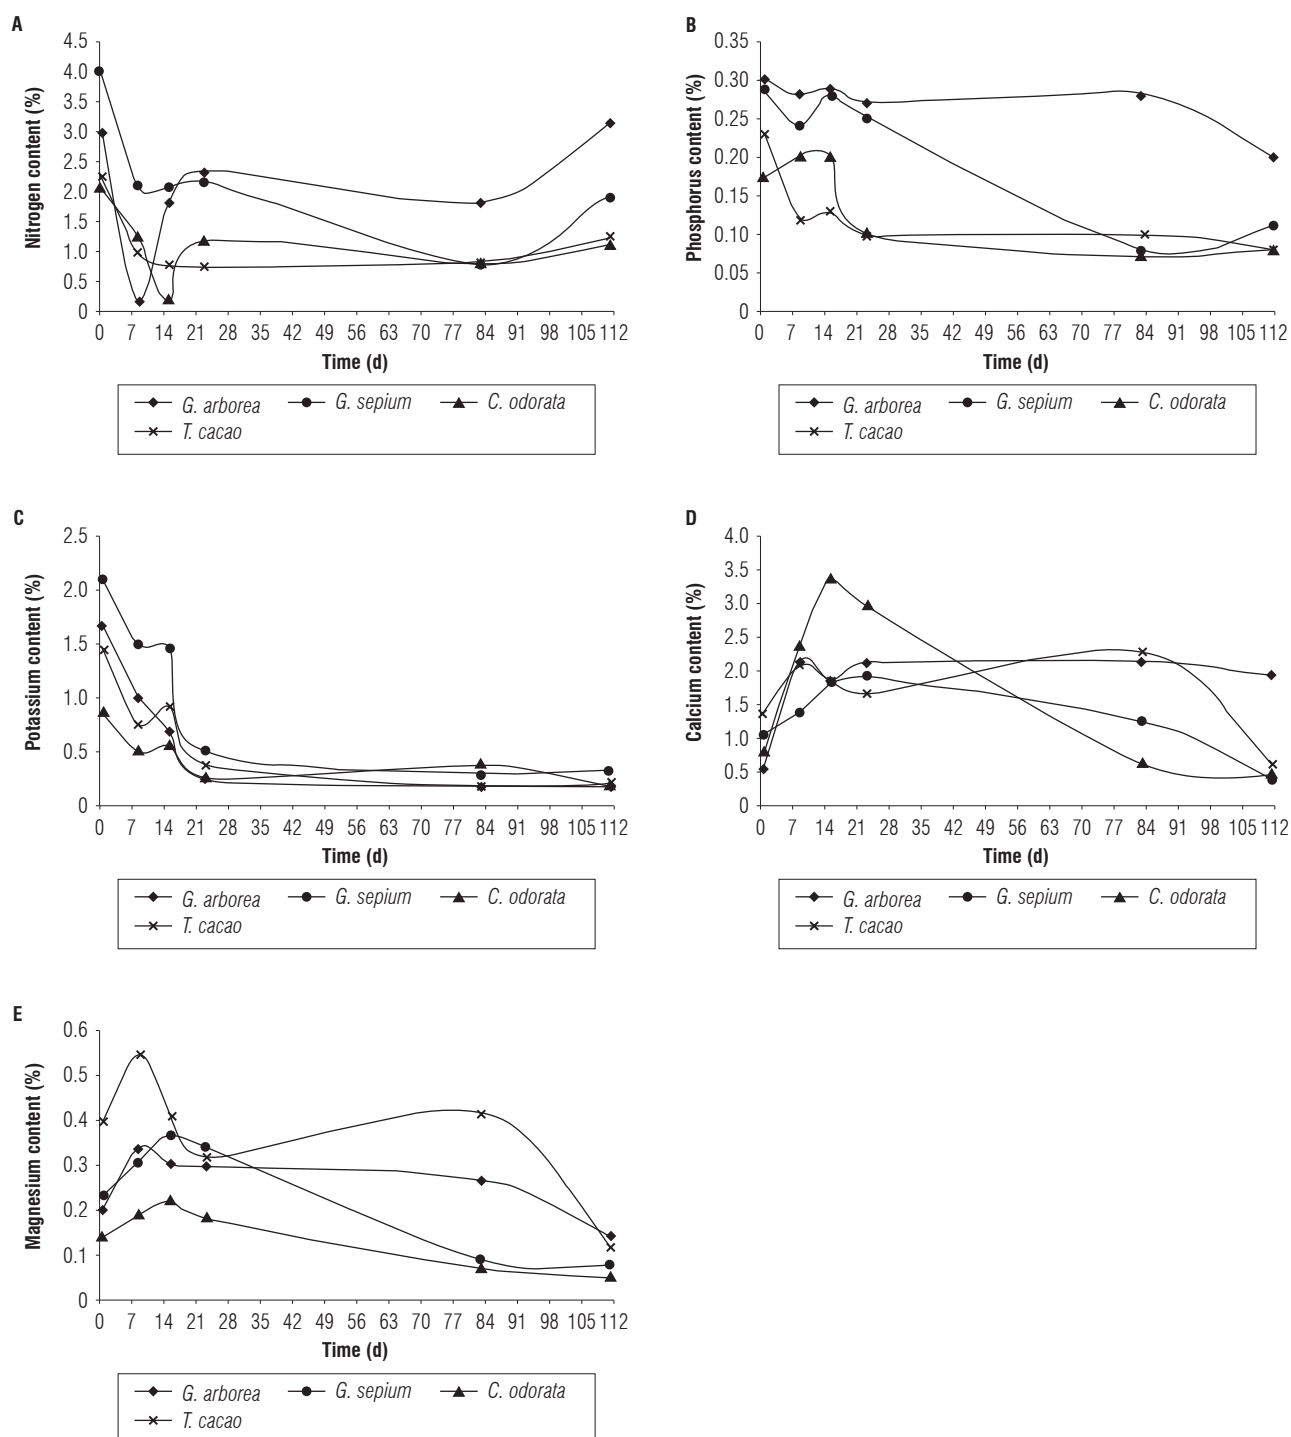 A
Nitrogen content (%)
4.5
4.0
3.5
3.0
2.5
2.0
1.5
1.0
0.5
0
0 7 14 21 28 35 42 49 56 63 70 77 84 91 98 105 112
Time (d)
G. arborea G. sepium C. odorata
T. cacao
B
Phosphorus content (%)
0.35
0.30
0.25
0.20
0.15
0.10
0.05
0
0 7 14 21 28 35 42 49 56 63 70 77 84 91 98 105 112
Time (d)
G. arborea G. sepium C. odorata
T. cacao
C
Potassium content (%)
2.5
2.0
1.5
1.0
0.5
0
0 7 14 21 28 35 42 49 56 63 70 77 84 91 98 105 112
Time (d)
G. arborea G. sepium C. odorata
T. cacao
D
Calcium content (%)
4.0
3.5
3.0
2.5
2.0
1.5
1.0
0.5
0
0 7 14 21 28 35 42 49 56 63 70 77 84 91 98 105 112
Time (d)
G. arborea G. sepium C. odorata
T. cacao
E
Magnesium content (%)
0.6
0.5
0.4
0.3
0.2
0.1
0
0 7 14 21 28 35 42 49 56 63 70 77 84 91 98 105 112
Time (d)
G. arborea G. sepium C. odorata
T. cacao